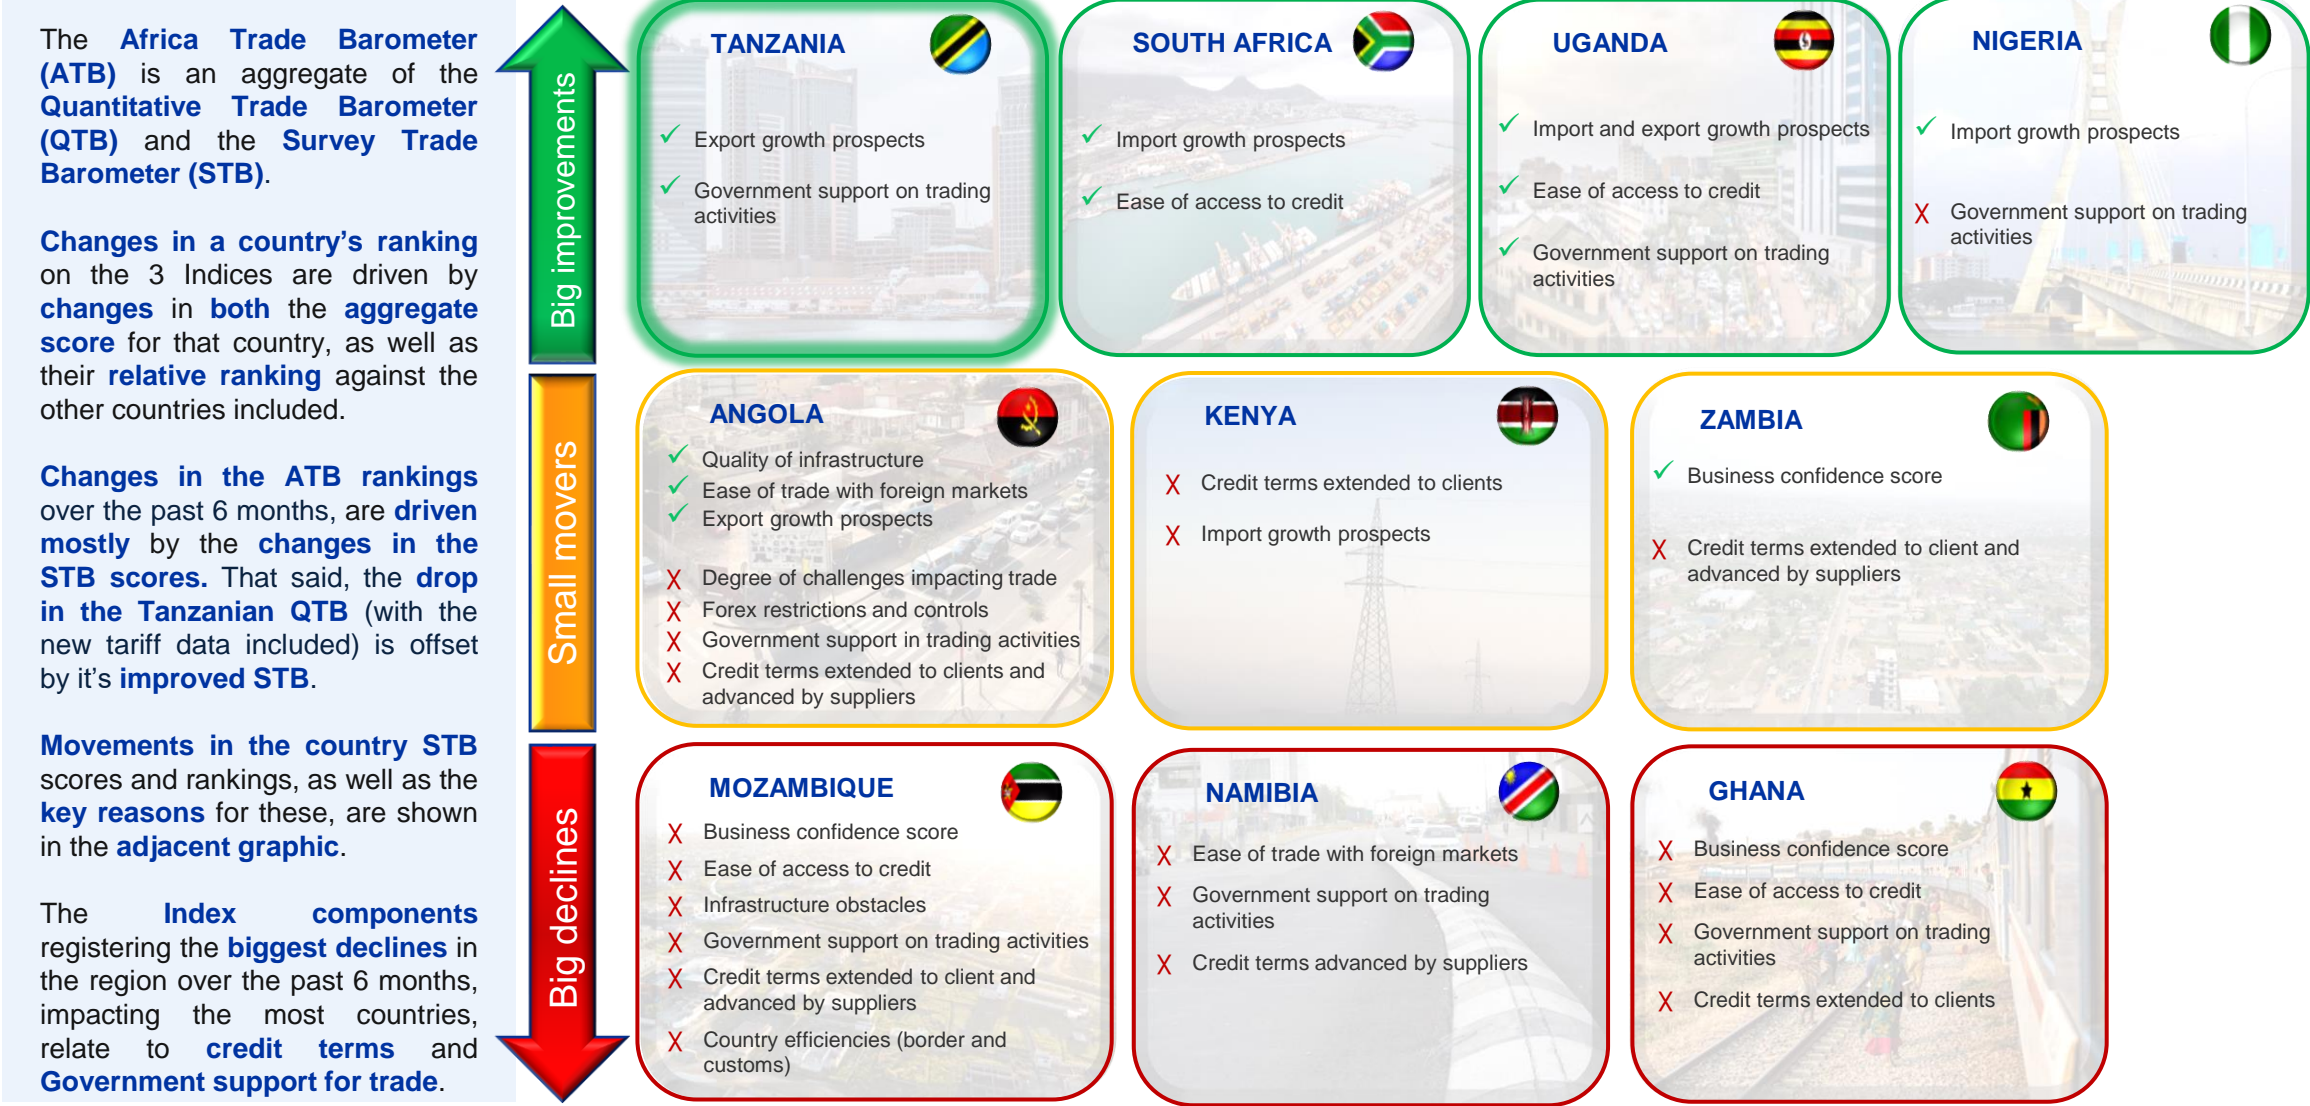 The Africa Trade Barometer
(ATB) is an aggregate of the
Quantitative Trade Barometer
(QTB) and the Survey Trade
Barometer (STB).
Changes in a country's ranking
on the 3 Indices are driven by
changes in both the aggregate
score for that country, as well as
their relative ranking against the
other countries included.
Changes in the ATB rankings
over the past 6 months, are driven
mostly by the changes in the
STB scores. That said, the drop
in the Tanzanian QTB (with the
new tariff data included) is offset
by it's improved STB.
Movements in the country STB
scores and rankings, as well as the
key reasons for these, are shown
in the adjacent graphic.
The Index components
registering the biggest declines in
the region over the past 6 months,
impacting the most countries,
relate to credit terms and
Government support for trade.
Big improvements
TANZANIA
✓ Export growth prospects
✓ Government support on trading
activities
SOUTH AFRICA
✓ Import growth prospects
✓ Ease of access to credit
UGANDA
✓ Import and export growth prospects
✓ Ease of access to credit
✓ Government support on trading
activities
NIGERIA
✓ Import growth prospects
X Government support on trading
activities
Small movers
ANGOLA
✓ Quality of infrastructure
✓ Ease of trade with foreign markets
✓ Export growth prospects
X Degree of challenges impacting trade
X Forex restrictions and controls
X Government support in trading activities
X Credit terms extended to clients and
advanced by suppliers
KENYA
X Credit terms extended to clients
X Import growth prospects
ZAMBIA
✓ Business confidence score
X Credit terms extended to client and
advanced by suppliers
Big declines
MOZAMBIQUE
X Business confidence score
X Ease of access to credit
X Infrastructure obstacles
X Government support on trading activities
X Credit terms extended to client and
advanced by suppliers
X Country efficiencies (border and
customs)
NAMIBIA
X Ease of trade with foreign markets
X Government support on trading
activities
X Credit terms advanced by suppliers
GHANA
X Business confidence score
X Ease of access to credit
X Government support on trading
activities
X Credit terms extended to clients